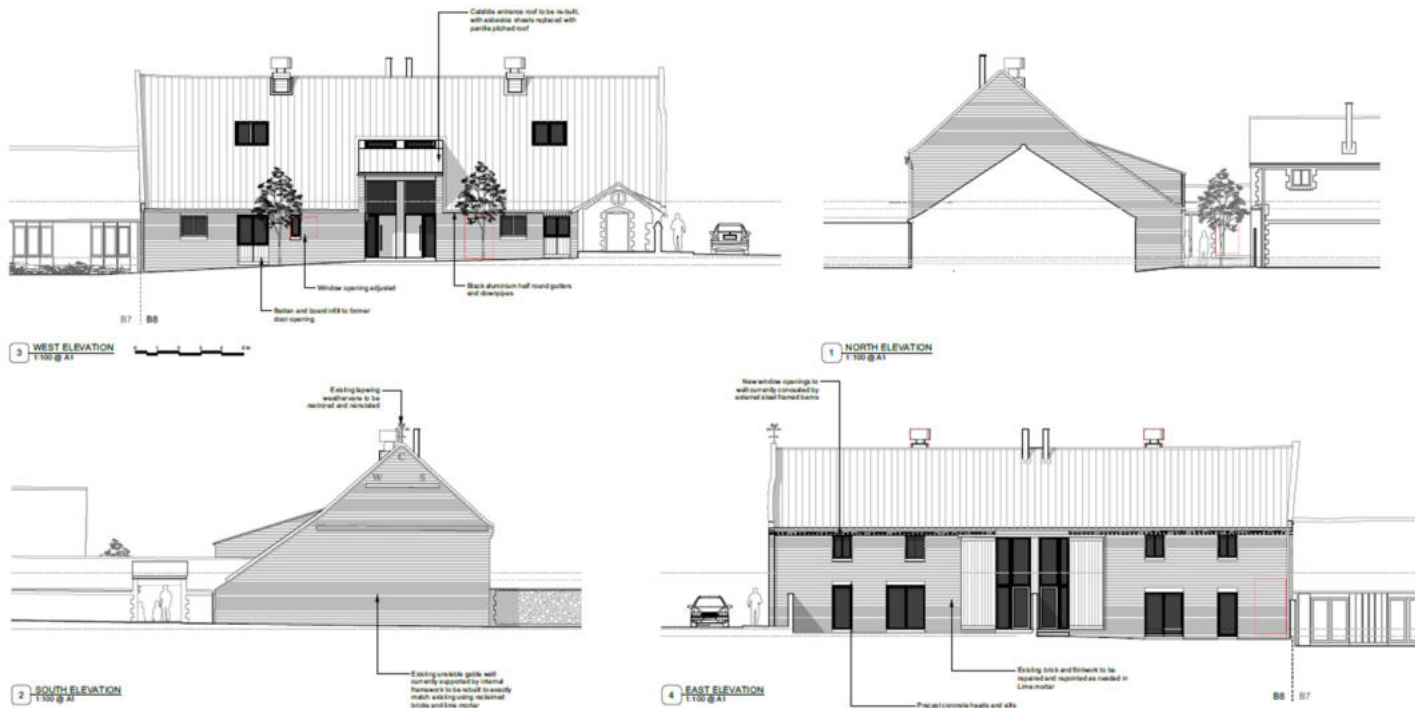 Catslide entrance roof to be re-built,
with asbestos sheets replaced with
pantile pitched roof
Window opening adjusted
Batten and board infill to former
door opening
Black aluminium half round gutters
and downpipes
B7
B8
3
WEST ELEVATION
1:100 @ A1
1
NORTH ELEVATION
1:100 @ A1
Existing lapwing
weathervane to be
restored and reinstated
W S
Existing unstable gable wall
currently supported by internal
framework to be rebuilt to exactly
match existing using reclaimed
bricks and lime mortar
2
SOUTH ELEVATION
1:100 @ A1
New window openings to
wall currently concealed by
external steel framed barns
Existing brick and flintwork to be
repaired and repointed as needed in
Lime mortar
Precast concrete heads and sills
B8
B7
4
EAST ELEVATION
1:100 @ A1